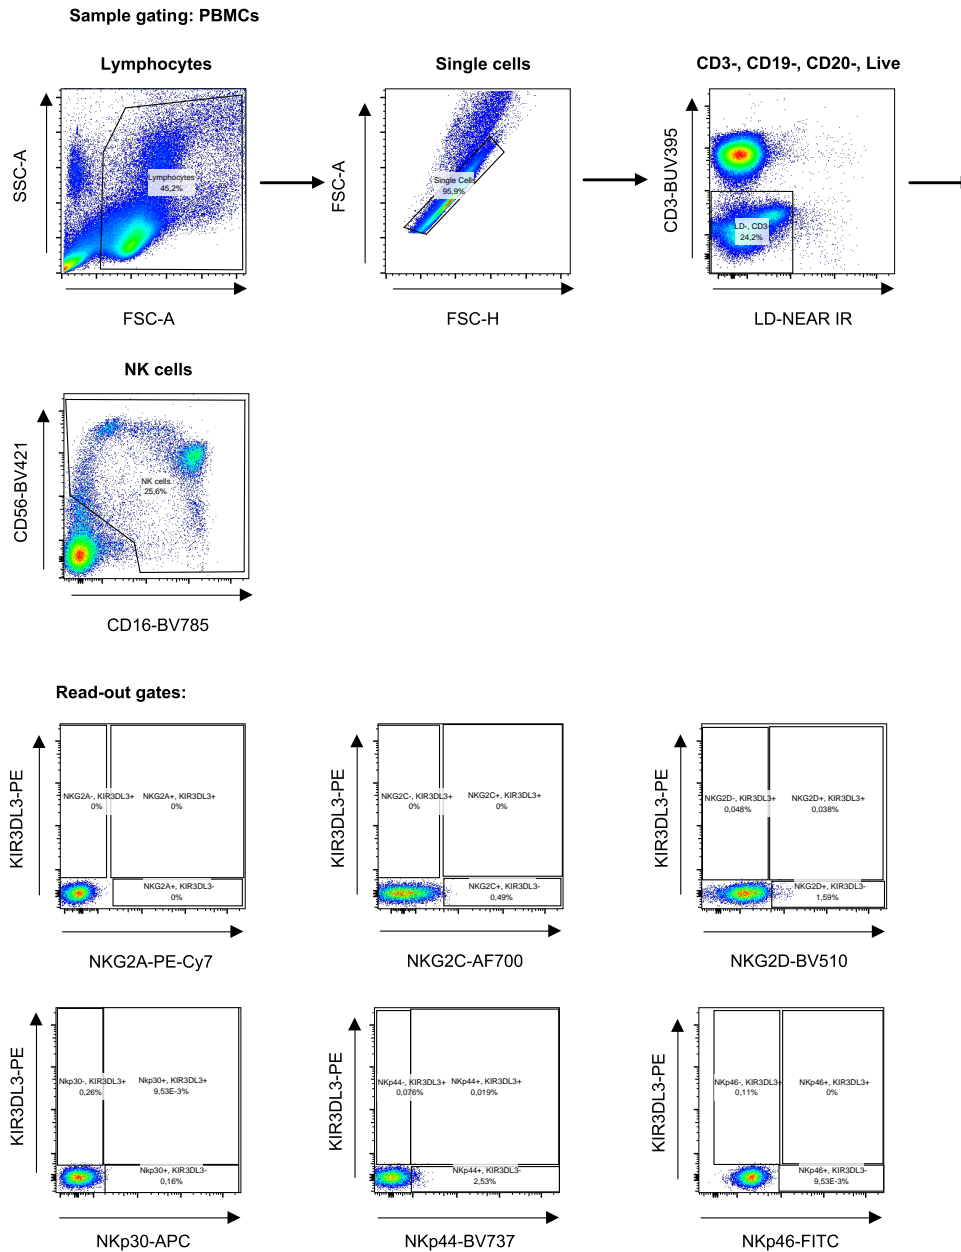 Sample gating: PBMCs
Lymphocytes
Single cells
CD3-, CD19-, CD20-, Live
SSC-A
Lymphocytes
45,2%
FSC-A
FSC-A
Single Cells
95,9%
FSC-H
CD3-BUV395
LD-, CD3-
24,2%
LD-NEAR IR
NK cells
CD56-BV421
NK cells
25,6%
CD16-BV785
Read-out gates:
KIR3DL3-PE
NKG2A-, KIR3DL3+
0%
NKG2A+, KIR3DL3+
0%
NKG2A+, KIR3DL3-
0%
NKG2A-PE-Cy7
KIR3DL3-PE
NKG2C-, KIR3DL3+
0%
NKG2C+, KIR3DL3+
0%
NKG2C+, KIR3DL3-
0,49%
NKG2C-AF700
KIR3DL3-PE
NKG2D-, KIR3DL3+
0,048%
NKG2D+, KIR3DL3+
0,038%
NKG2D+, KIR3DL3-
1,59%
NKG2D-BV510
KIR3DL3-PE
Nkp30-, KIR3DL3+
0,26%
Nkp30+, KIR3DL3+
9,53E-3%
Nkp30+, KIR3DL3-
0,16%
NKp30-APC
KIR3DL3-PE
NKp44-, KIR3DL3+
0,076%
NKp44+, KIR3DL3+
0,019%
NKp44+, KIR3DL3-
2,53%
NKp44-BV737
KIR3DL3-PE
NKp46-, KIR3DL3+
0,11%
NKp46+, KIR3DL3+
0%
NKp46+, KIR3DL3-
9,53E-3%
NKp46-FITC